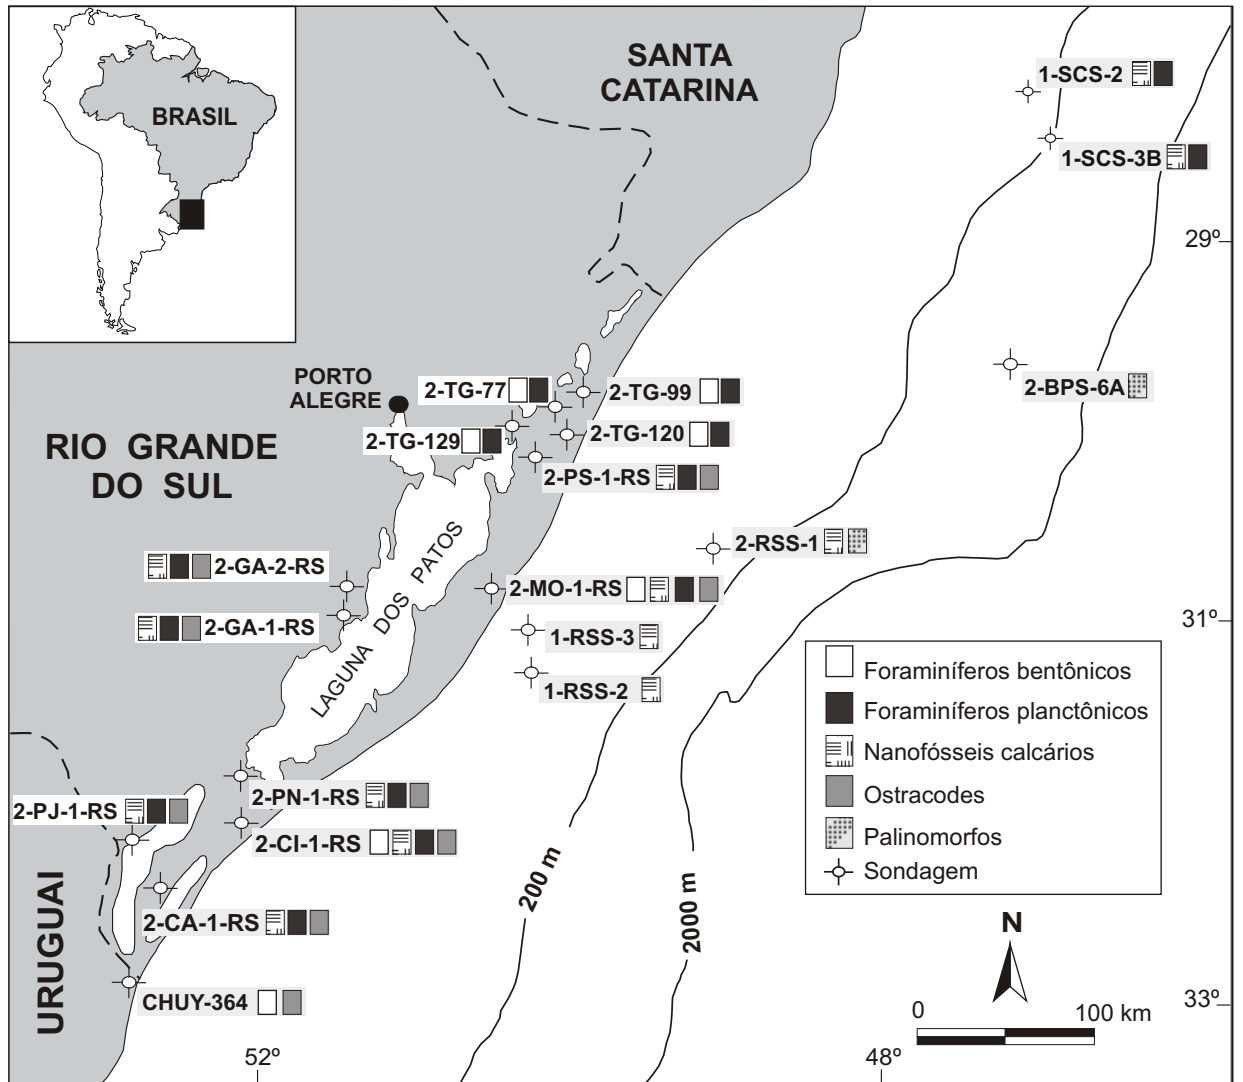 BRASIL
SANTA
CATARINA
1-SCS-2
1-SCS-3B
29º
2-BPS-6A
PORTO
ALEGRE
2-TG-77
2-TG-99
2-TG-129
2-TG-120
2-PS-1-RS
RIO GRANDE
DO SUL
2-RSS-1
2-GA-2-RS
2-MO-1-RS
2-GA-1-RS
1-RSS-3
31º
LAGUNA DOS PATOS
1-RSS-2
Foraminíferos bentônicos
Foraminíferos planctônicos
Nanofósseis calcários
Ostracodes
Palinomorfos
Sondagem
2-PN-1-RS
2-PJ-1-RS
2-CI-1-RS
200 m
2000 m
2-CA-1-RS
URUGUAI
CHUY-364
N
33º
0
100 km
52º
48º